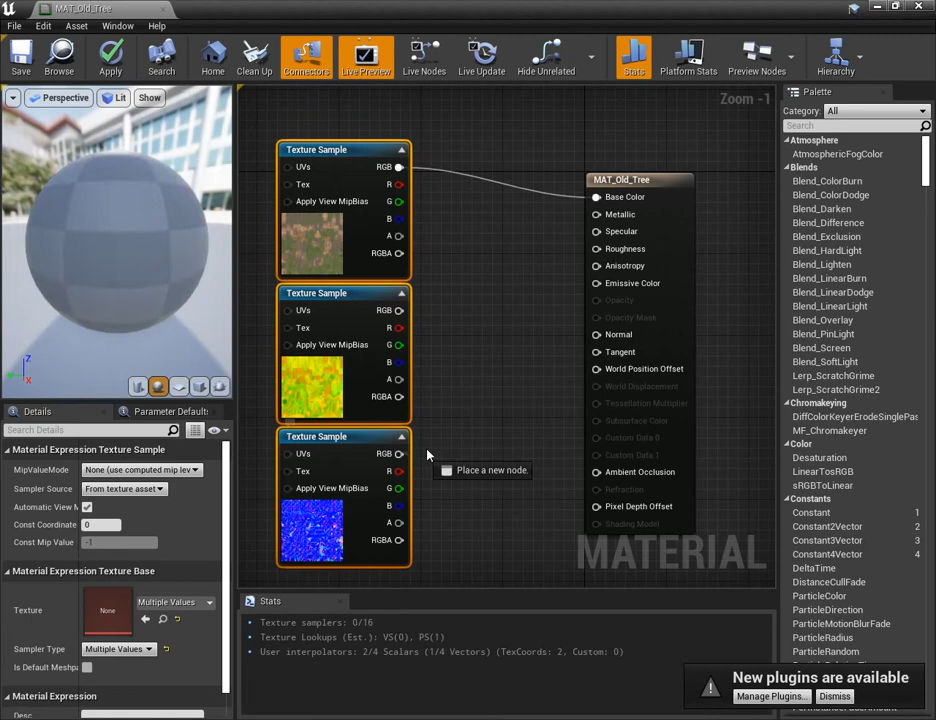 MAT_Old_Tree
File Edit Asset Window Help
Save Browse Apply Search Home Clean Up Connectors Live Preview Live Nodes Live Update Hide Unrelated Stats Platform Stats Preview Nodes Hierarchy
Perspective Lit Show
Z
X
Details
Parameter Defaults
Search Details
Material Expression Texture Sample
MipValueMode None (use computed mip lev
Sampler Source From texture asset
Automatic View M
Const Coordinate 0
Const Mip Value -1
Material Expression Texture Base
Texture None Multiple Values
Sampler Type Multiple Values
Is Default Meshpa
Material Expression
Desc
Zoom -1
Texture Sample
UVs RGB
Tex R
Apply View MipBias G
B
A
RGBA
Texture Sample
UVs RGB
Tex R
Apply View MipBias G
B
A
RGBA
Texture Sample
UVs RGB
Tex R
Apply View MipBias G
B
A
RGBA
Place a new node.
MAT_Old_Tree
Base Color
Metallic
Specular
Roughness
Anisotropy
Emissive Color
Opacity
Opacity Mask
Normal
Tangent
World Position Offset
World Displacement
Tessellation Multiplier
Subsurface Color
Custom Data 0
Custom Data 1
Ambient Occlusion
Refraction
Pixel Depth Offset
Shading Model
MATERIAL
Stats
Texture samplers: 0/16
Texture Lookups (Est.): VS(0), PS(1)
User interpolators: 2/4 Scalars (1/4 Vectors) (TexCoords: 2, Custom: 0)
Palette
Category: All
Search
Atmosphere
AtmosphericFogColor
Blends
Blend_ColorBurn
Blend_ColorDodge
Blend_Darken
Blend_Difference
Blend_Exclusion
Blend_HardLight
Blend_Lighten
Blend_LinearBurn
Blend_LinearDodge
Blend_LinearLight
Blend_Overlay
Blend_PinLight
Blend_Screen
Blend_SoftLight
Lerp_ScratchGrime
Lerp_ScratchGrime2
Chromakeying
DiffColorKeyerErodeSinglePas
MF_Chromakeyer
Color
Desaturation
LinearTosRGB
sRGBToLinear
Constants
Constant 1
Constant2Vector 2
Constant3Vector 3
Constant4Vector 4
DeltaTime
DistanceCullFade
ParticleColor
ParticleDirection
ParticleMotionBlurFade
ParticleRadius
New plugins are available
Manage Plugins... Dismiss